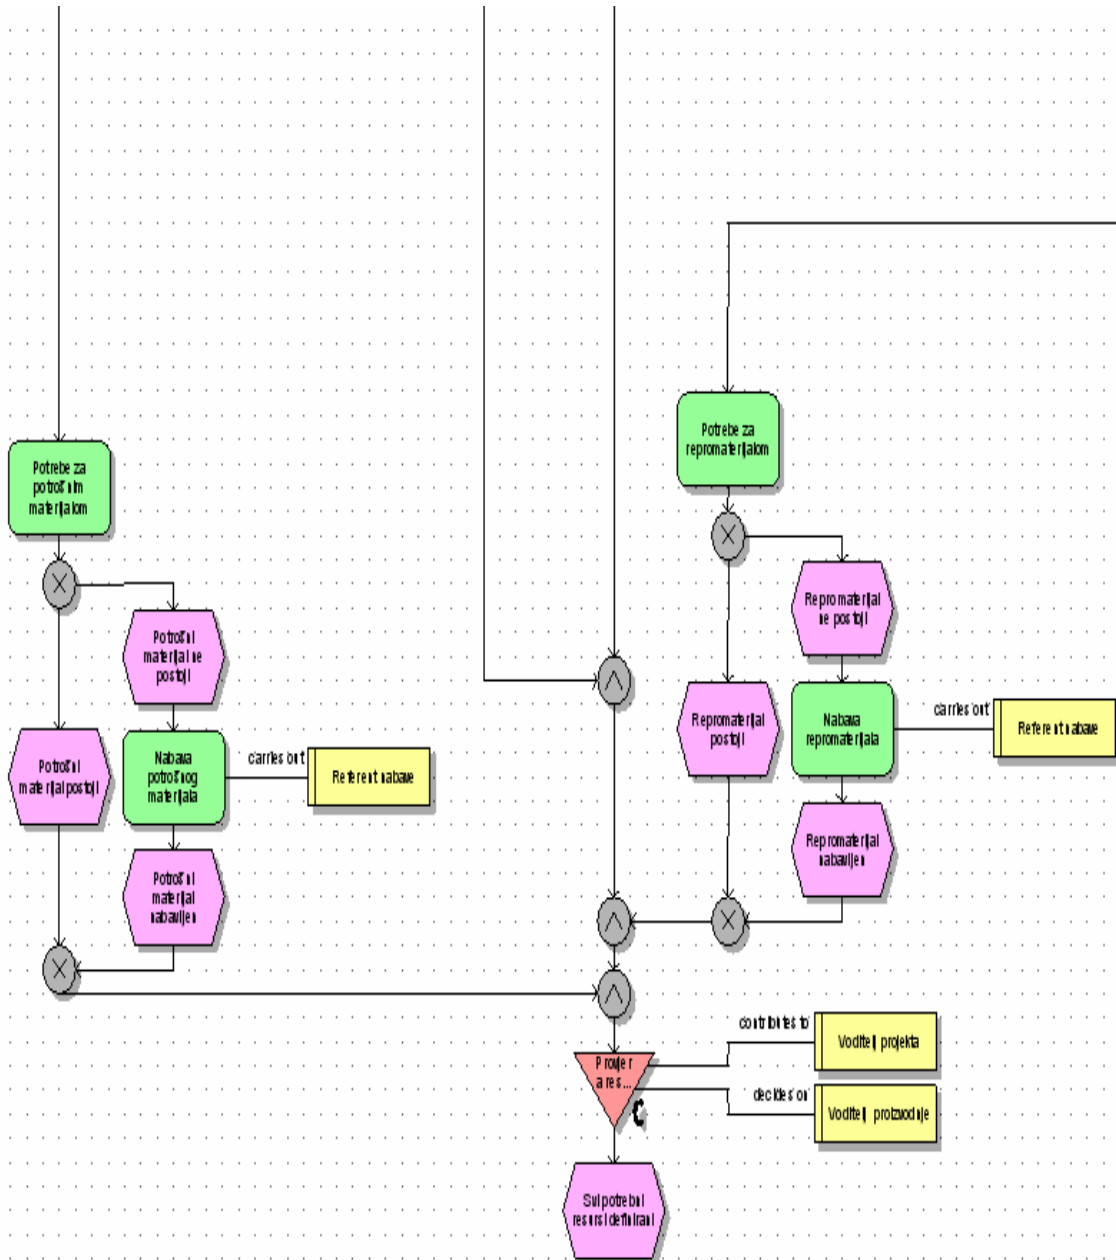 Potrebe za
repromaterijalom
Potrebe za
potrošnim
materijalom
Repromaterijal
ne postoji
Potrošni
materijal ne
postoji
Repromaterijal
postoji
Nabava
repromaterijala
carries out
Referent nabave
Potrošni
materijal postoji
Nabava
potrošnog
materijala
carries out
Referent nabave
Repromaterijal
nabavljen
Potrošni
materijal
nabavljen
Provjer
a res...
C
contributes to
Voditelj projekta
decides on
Voditelj proizvodnje
Svi potrebni
resursi definirani